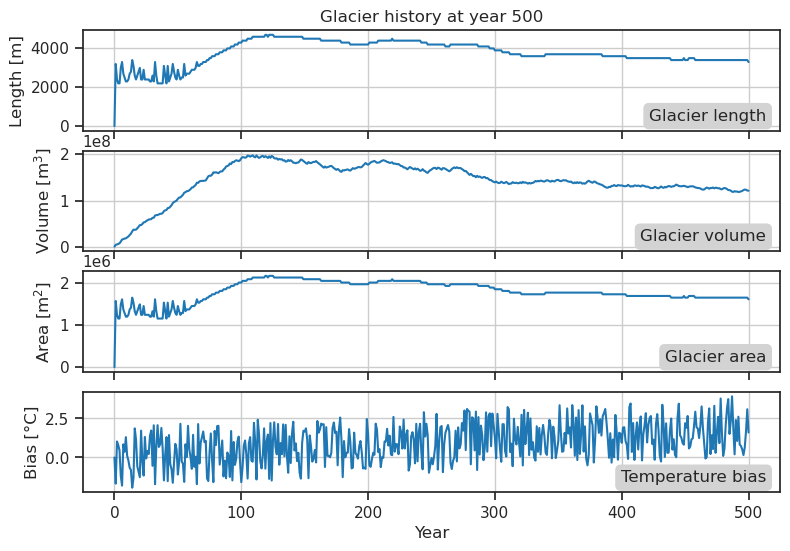 Glacier history at year 500
Length [m]
4000
2000
0
Glacier length
1e8
Volume [m³]
2
1
0
Glacier volume
1e6
Area [m²]
2
1
0
Glacier area
Bias [°C]
2.5
0.0
Temperature bias
0 100 200 300 400 500
Year